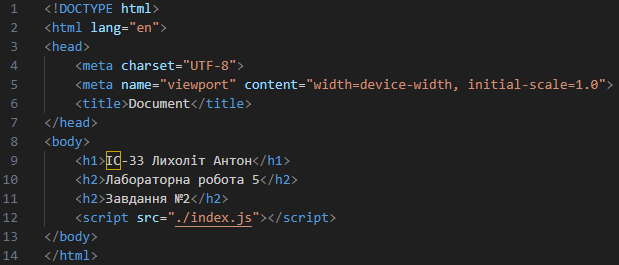 1 <!DOCTYPE html>
2 <html lang="en">
3 <head>
4     <meta charset="UTF-8">
5     <meta name="viewport" content="width=device-width, initial-scale=1.0">
6     <title>Document</title>
7 </head>
8 <body>
9     <h1>ІС-33 Лихоліт Антон</h1>
10     <h2>Лабораторна робота 5</h2>
11     <h2>Завдання №2</h2>
12     <script src="./index.js"></script>
13 </body>
14 </html>